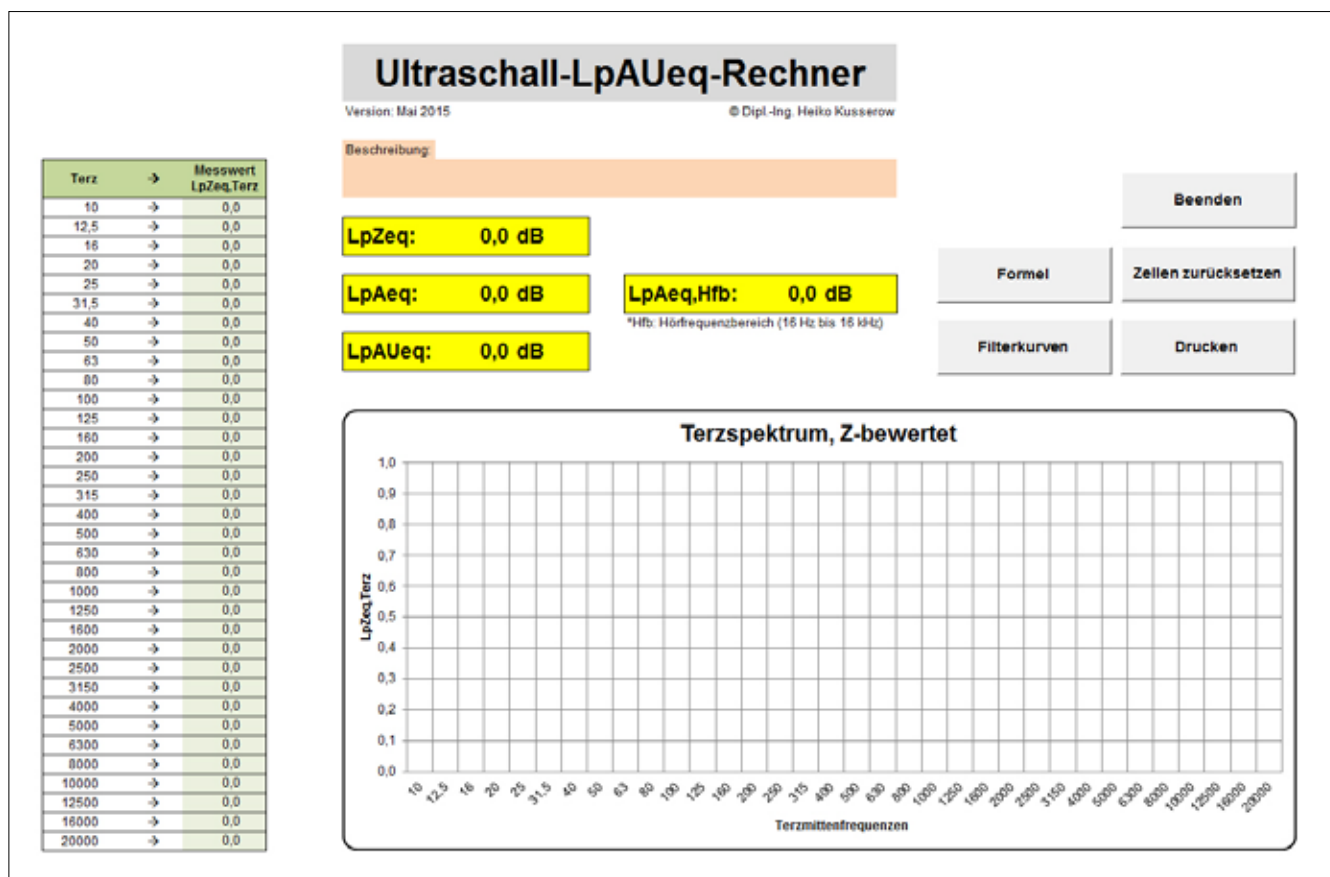 Ultraschall-LpAUeq-Rechner
Version: Mai 2015 © Dipl.-Ing. Heiko Kusserow
Beschreibung:
Terz → Messwert LpZeq,Terz
10 → 0,0
12,5 → 0,0
16 → 0,0
20 → 0,0
25 → 0,0
31,5 → 0,0
40 → 0,0
50 → 0,0
63 → 0,0
80 → 0,0
100 → 0,0
125 → 0,0
160 → 0,0
200 → 0,0
250 → 0,0
315 → 0,0
400 → 0,0
500 → 0,0
630 → 0,0
800 → 0,0
1000 → 0,0
1250 → 0,0
1600 → 0,0
2000 → 0,0
2500 → 0,0
3150 → 0,0
4000 → 0,0
5000 → 0,0
6300 → 0,0
8000 → 0,0
10000 → 0,0
12500 → 0,0
16000 → 0,0
20000 → 0,0
LpZeq: 0,0 dB
LpAeq: 0,0 dB
LpAeq,Hfb: 0,0 dB
*Hfb: Hörfrequenzbereich (16 Hz bis 16 kHz)
LpAUeq: 0,0 dB
Beenden
Formel
Zellen zurücksetzen
Filterkurven
Drucken
Terzspektrum, Z-bewertet
LpZeq,Terz
1,0
0,9
0,8
0,7
0,6
0,5
0,4
0,3
0,2
0,1
0,0
10 12,5 16 20 25 31,5 40 50 63 80 100 125 160 200 250 315 400 500 630 800 1000 1250 1600 2000 2500 3150 4000 5000 6300 8000 10000 12500 16000 20000
Terzmittenfrequenzen